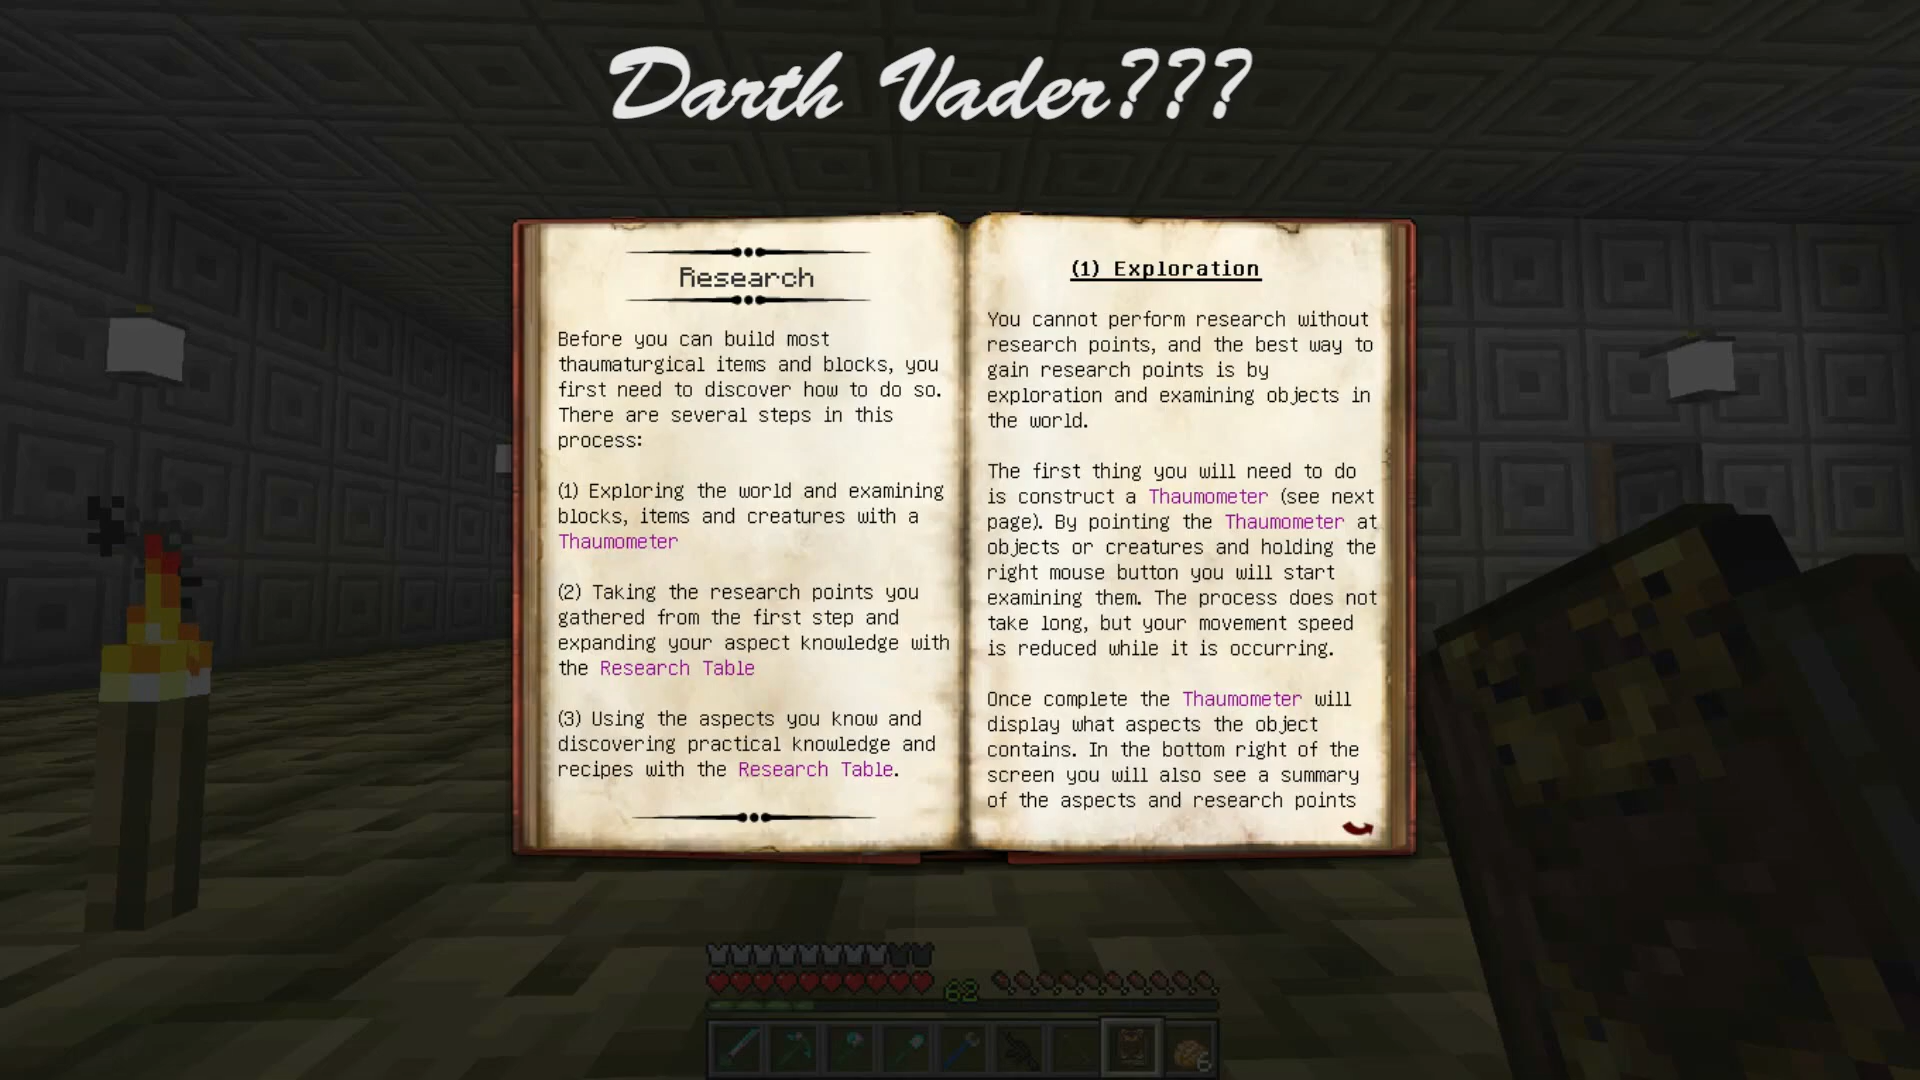 Darth Vader???
Research
Before you can build most
thaumaturgical items and blocks, you
first need to discover how to do so.
There are several steps in this
process:
(1) Exploring the world and examining
blocks, items and creatures with a
Thaumometer
(2) Taking the research points you
gathered from the first step and
expanding your aspect knowledge with
the Research Table
(3) Using the aspects you know and
discovering practical knowledge and
recipes with the Research Table.
(1) Exploration
You cannot perform research without
research points, and the best way to
gain research points is by
exploration and examining objects in
the world.
The first thing you will need to do
is construct a Thaumometer (see next
page). By pointing the Thaumometer at
objects or creatures and holding the
right mouse button you will start
examining them. The process does not
take long, but your movement speed
is reduced while it is occurring.
Once complete the Thaumometer will
display what aspects the object
contains. In the bottom right of the
screen you will also see a summary
of the aspects and research points
62
6